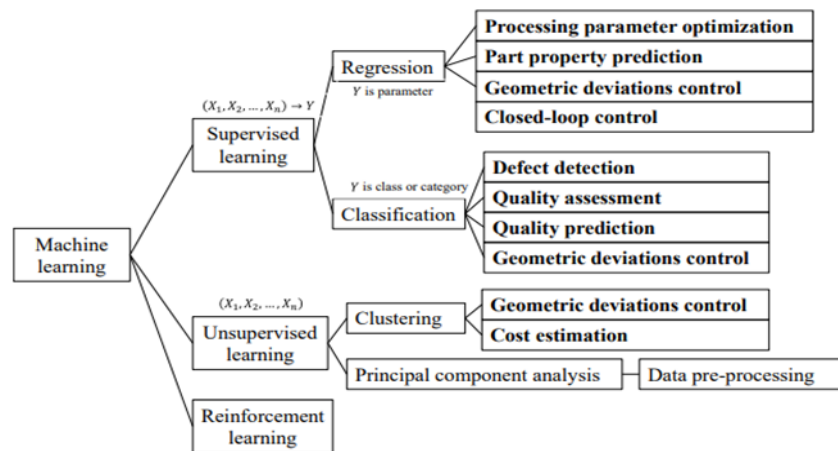 Processing parameter optimization
Regression
Part property prediction
Y is parameter
Geometric deviations control
(X₁, X₂, ..., Xₙ) → Y
Closed-loop control
Supervised
learning
Defect detection
Y is class or category
Quality assessment
Classification
Quality prediction
Machine
learning
Geometric deviations control
(X₁, X₂, ..., Xₙ)
Geometric deviations control
Clustering
Unsupervised
learning
Cost estimation
Principal component analysis
Data pre-processing
Reinforcement
learning